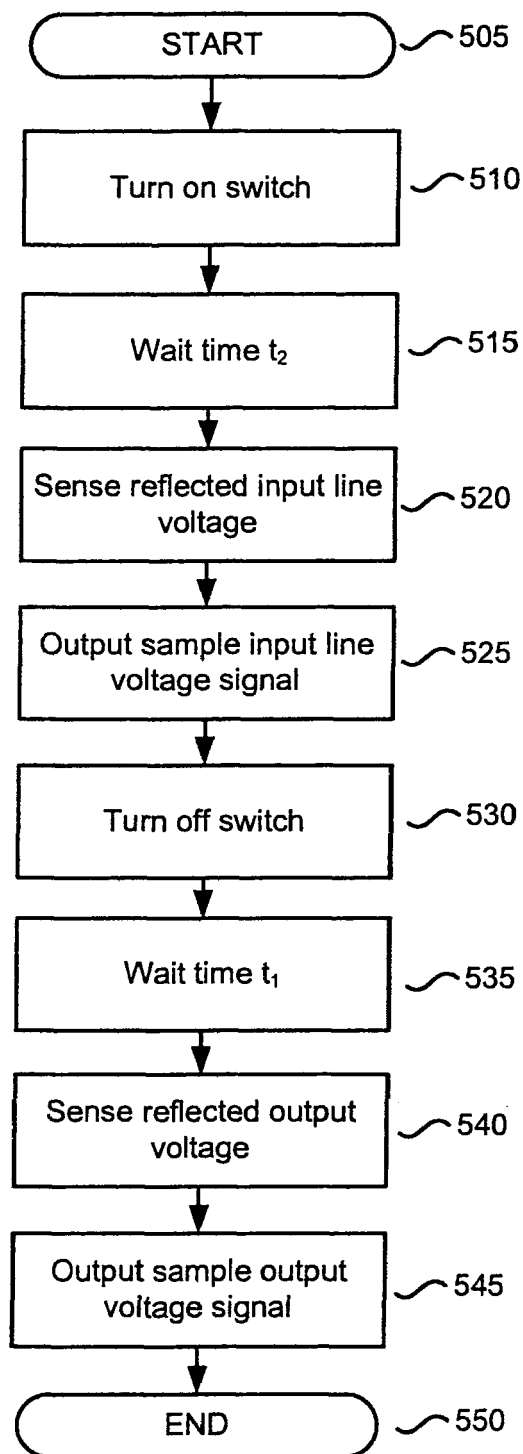 START
505
Turn on switch
510
Wait time t₂
515
Sense reflected input line
voltage
520
Output sample input line
voltage signal
525
Turn off switch
530
Wait time t₁
535
Sense reflected output
voltage
540
Output sample output
voltage signal
545
END
550